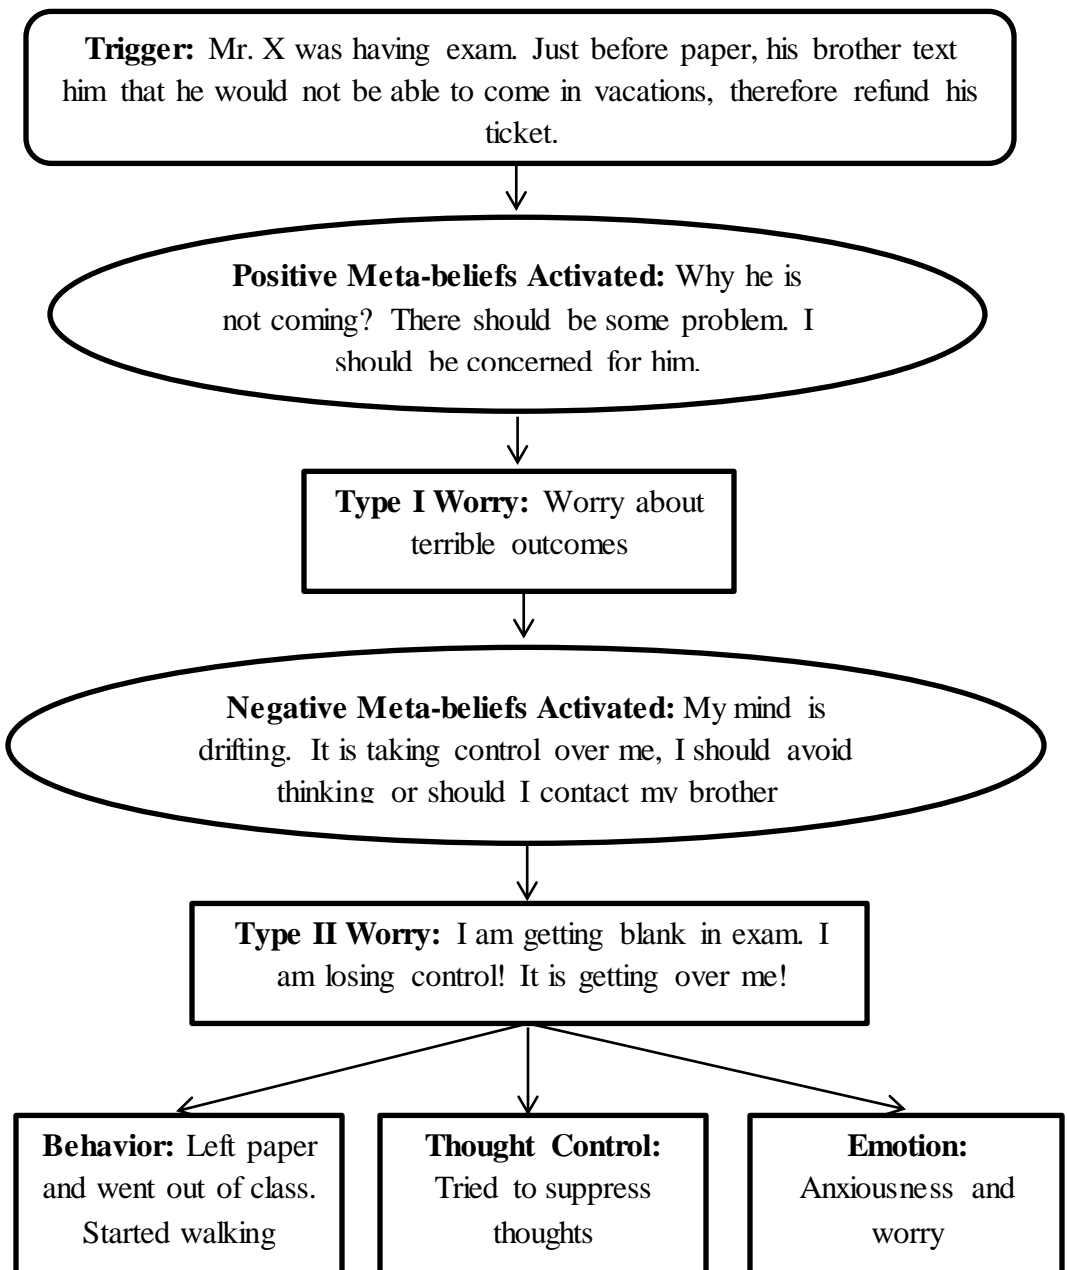 Trigger: Mr. X was having exam. Just before paper, his brother text
him that he would not be able to come in vacations, therefore refund his
ticket.
Positive Meta-beliefs Activated: Why he is
not coming? There should be some problem. I
should be concerned for him.
Type I Worry: Worry about
terrible outcomes
Negative Meta-beliefs Activated: My mind is
drifting. It is taking control over me, I should avoid
thinking or should I contact my brother
Type II Worry: I am getting blank in exam. I
am losing control! It is getting over me!
Behavior: Left paper
and went out of class.
Started walking
Thought Control:
Tried to suppress
thoughts
Emotion:
Anxiousness and
worry